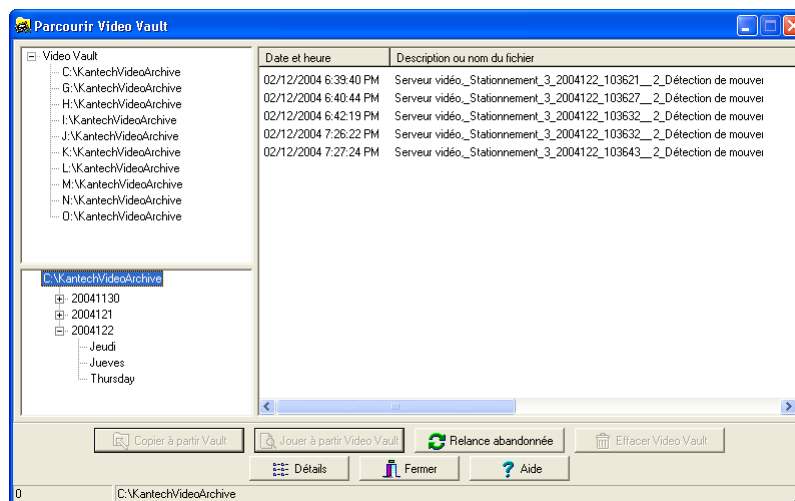 Parcourir Video Vault
Video Vault
C:\KantechVideoArchive
G:\KantechVideoArchive
H:\KantechVideoArchive
I:\KantechVideoArchive
J:\KantechVideoArchive
K:\KantechVideoArchive
L:\KantechVideoArchive
M:\KantechVideoArchive
N:\KantechVideoArchive
O:\KantechVideoArchive
C:\KantechVideoArchive
20041130
2004121
2004122
Jeudi
Jueves
Thursday
Date et heure Description ou nom du fichier
02/12/2004 6:39:40 PM Serveur vidéo,_Stationnement_3_2004122_103621__2_Détection de mouver
02/12/2004 6:40:44 PM Serveur vidéo,_Stationnement_3_2004122_103627__2_Détection de mouver
02/12/2004 6:42:19 PM Serveur vidéo,_Stationnement_3_2004122_103632__2_Détection de mouver
02/12/2004 7:26:22 PM Serveur vidéo,_Stationnement_3_2004122_103632__2_Détection de mouver
02/12/2004 7:27:24 PM Serveur vidéo,_Stationnement_3_2004122_103643__2_Détection de mouver
Copier à partir Vault Jouer à partir Video Vault Relance abandonnée Effacer Video Vault
Détails Fermer Aide
0 C:\KantechVideoArchive